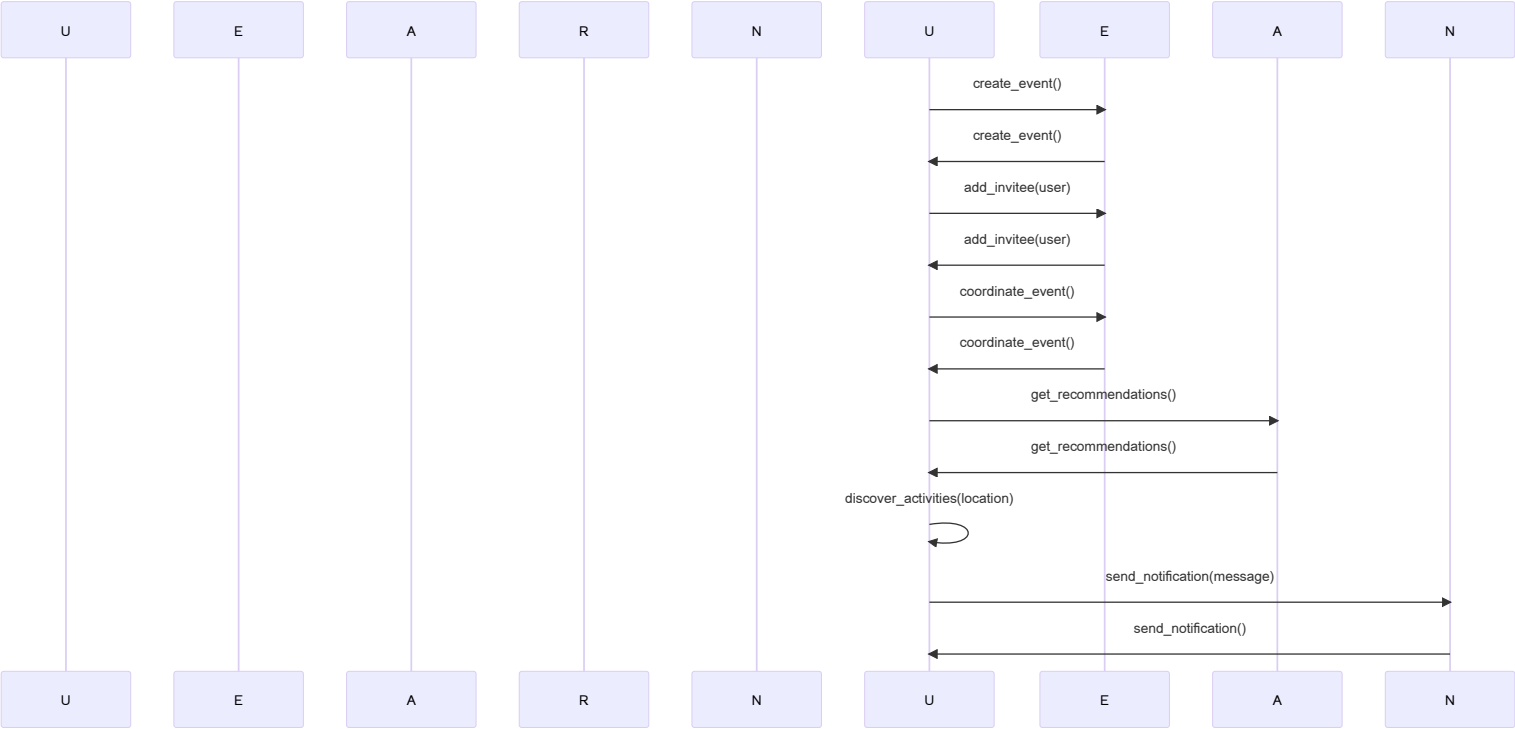 U E A R N U E A N
create_event()
create_event()
add_invitee(user)
add_invitee(user)
coordinate_event()
coordinate_event()
get_recommendations()
get_recommendations()
discover_activities(location)
send_notification(message)
send_notification()
U E A R N U E A N